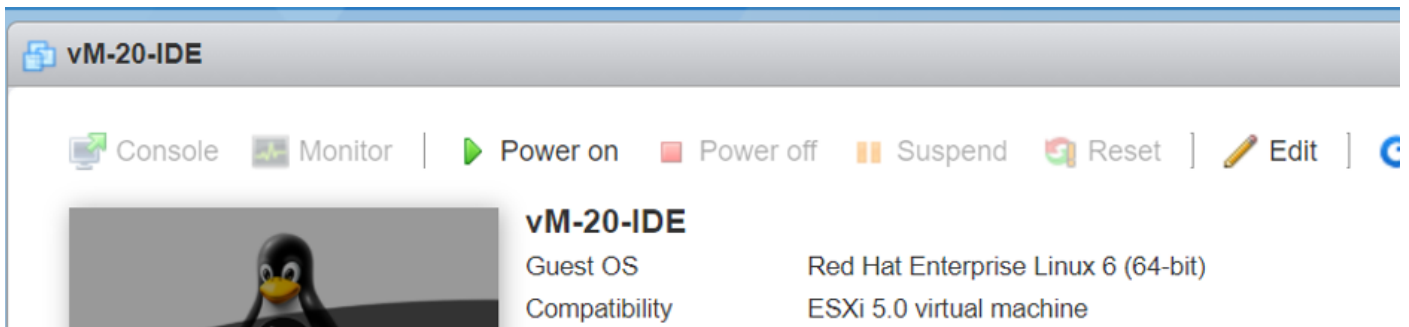 vM-20-IDE
Console Monitor Power on Power off Suspend Reset Edit
vM-20-IDE
Guest OS Red Hat Enterprise Linux 6 (64-bit)
Compatibility ESXi 5.0 virtual machine